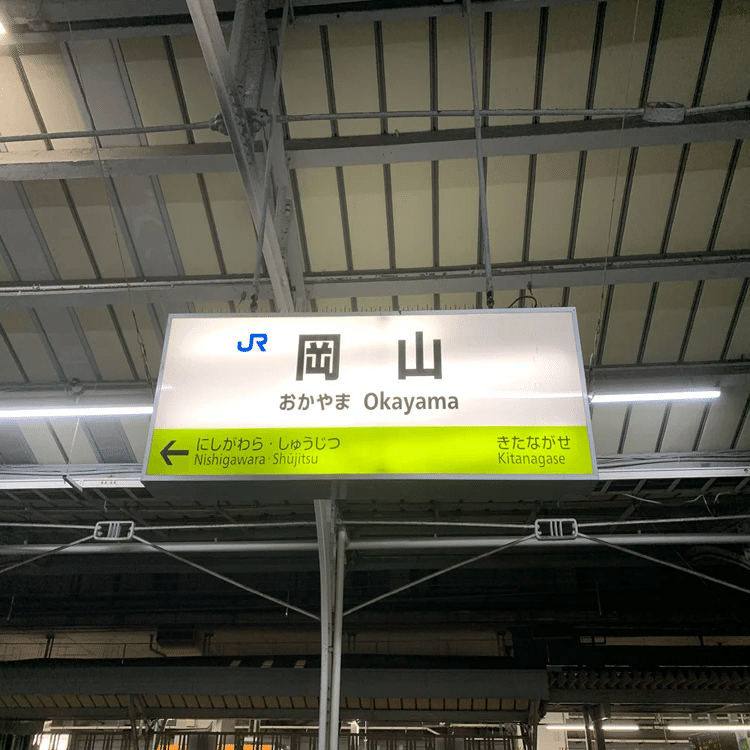 JR 岡山
おかやま Okayama
← にしがわら・しゅうじつ きたながせ
Nishigawara・Shūjitsu Kitanagase